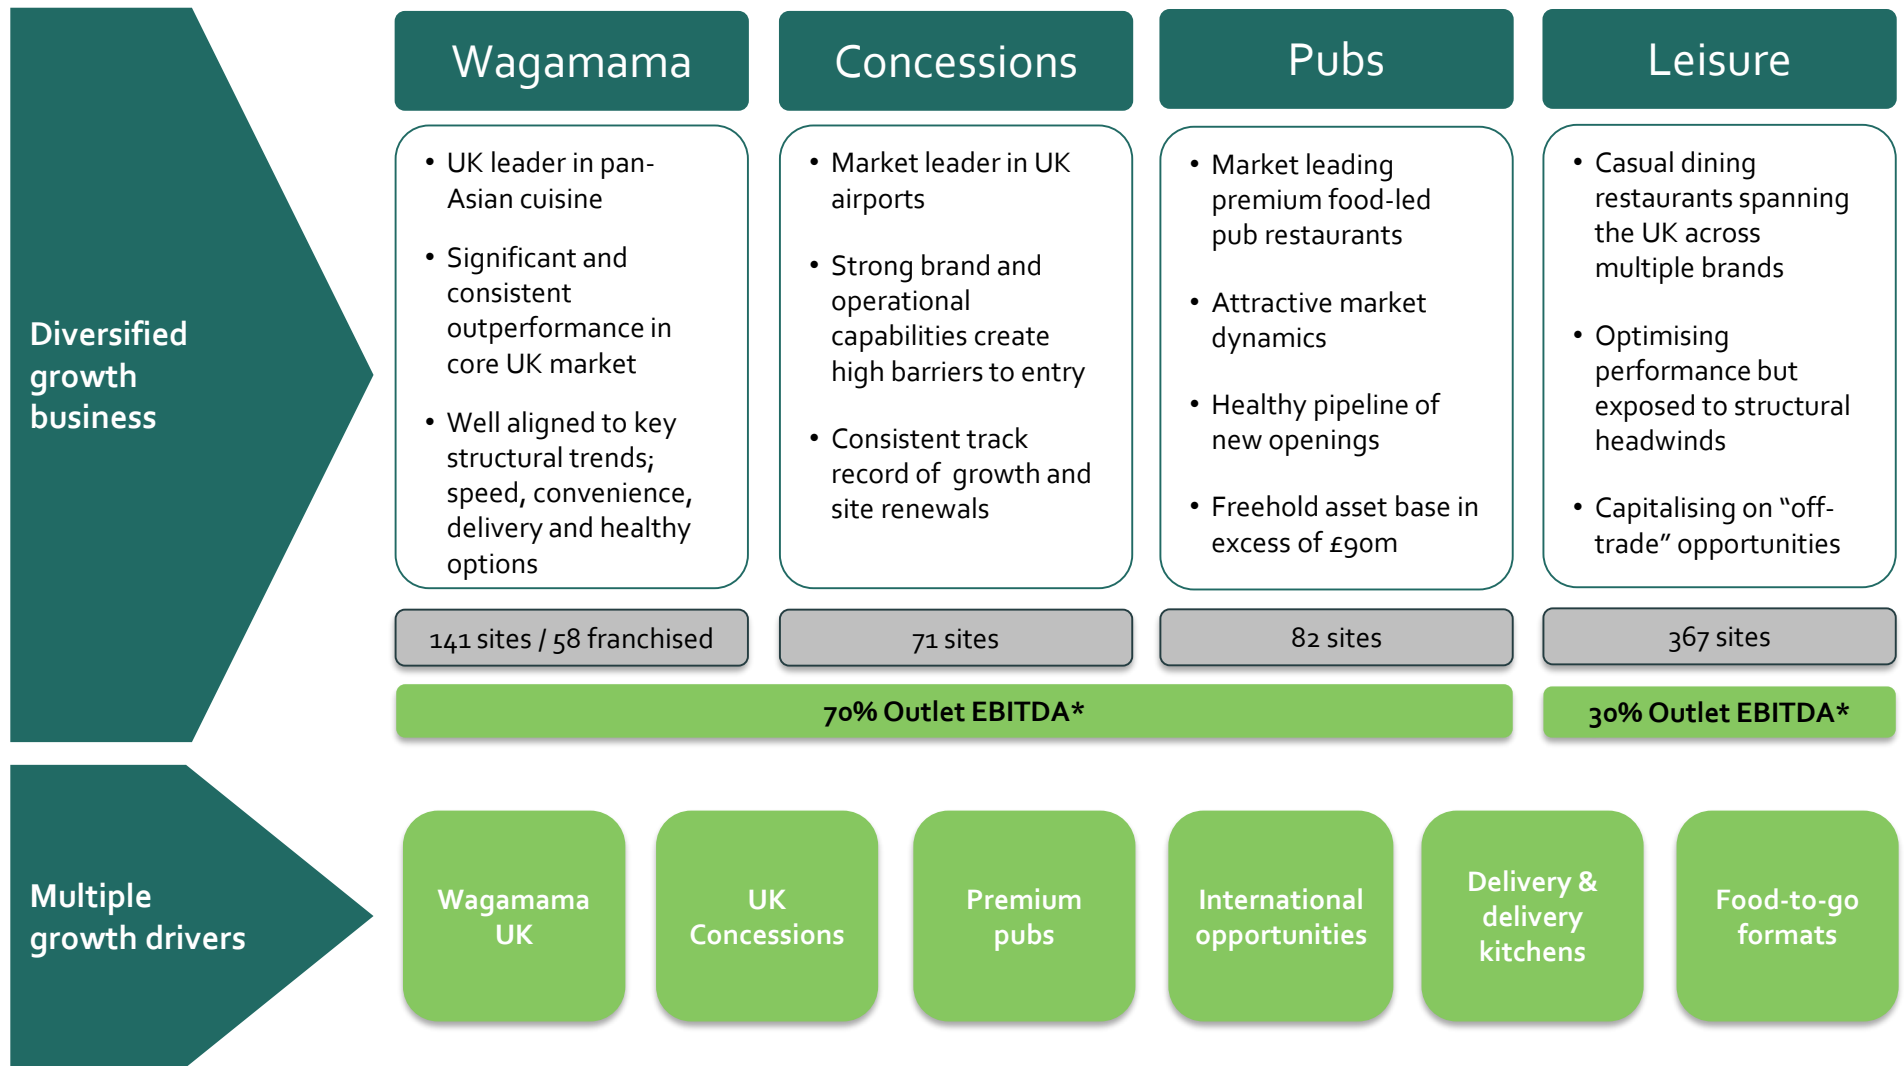 Diversified
growth
business
Wagamama
• UK leader in pan-
Asian cuisine
• Significant and
consistent
outperformance in
core UK market
• Well aligned to key
structural trends;
speed, convenience,
delivery and healthy
options
141 sites / 58 franchised
Concessions
• Market leader in UK
airports
• Strong brand and
operational
capabilities create
high barriers to entry
• Consistent track
record of growth and
site renewals
71 sites
Pubs
• Market leading
premium food-led
pub restaurants
• Attractive market
dynamics
• Healthy pipeline of
new openings
• Freehold asset base in
excess of £90m
82 sites
70% Outlet EBITDA*
Leisure
• Casual dining
restaurants spanning
the UK across
multiple brands
• Optimising
performance but
exposed to structural
headwinds
• Capitalising on “off-
trade” opportunities
367 sites
30% Outlet EBITDA*
Multiple
growth drivers
Wagamama
UK
UK
Concessions
Premium
pubs
International
opportunities
Delivery &
delivery
kitchens
Food-to-go
formats